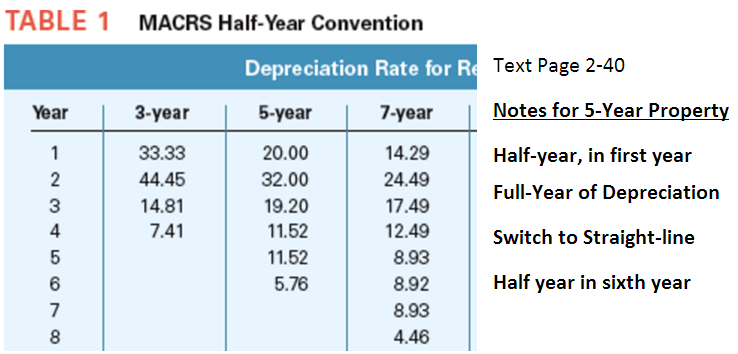 TABLE 1 MACRS Half-Year Convention
Depreciation Rate for Re
Year 3-year 5-year 7-year
1 33.33 20.00 14.29
2 44.45 32.00 24.49
3 14.81 19.20 17.49
4 7.41 11.52 12.49
5 11.52 8.93
6 5.76 8.92
7 8.93
8 4.46
Text Page 2-40
Notes for 5-Year Property
Half-year, in first year
Full-Year of Depreciation
Switch to Straight-line
Half year in sixth year